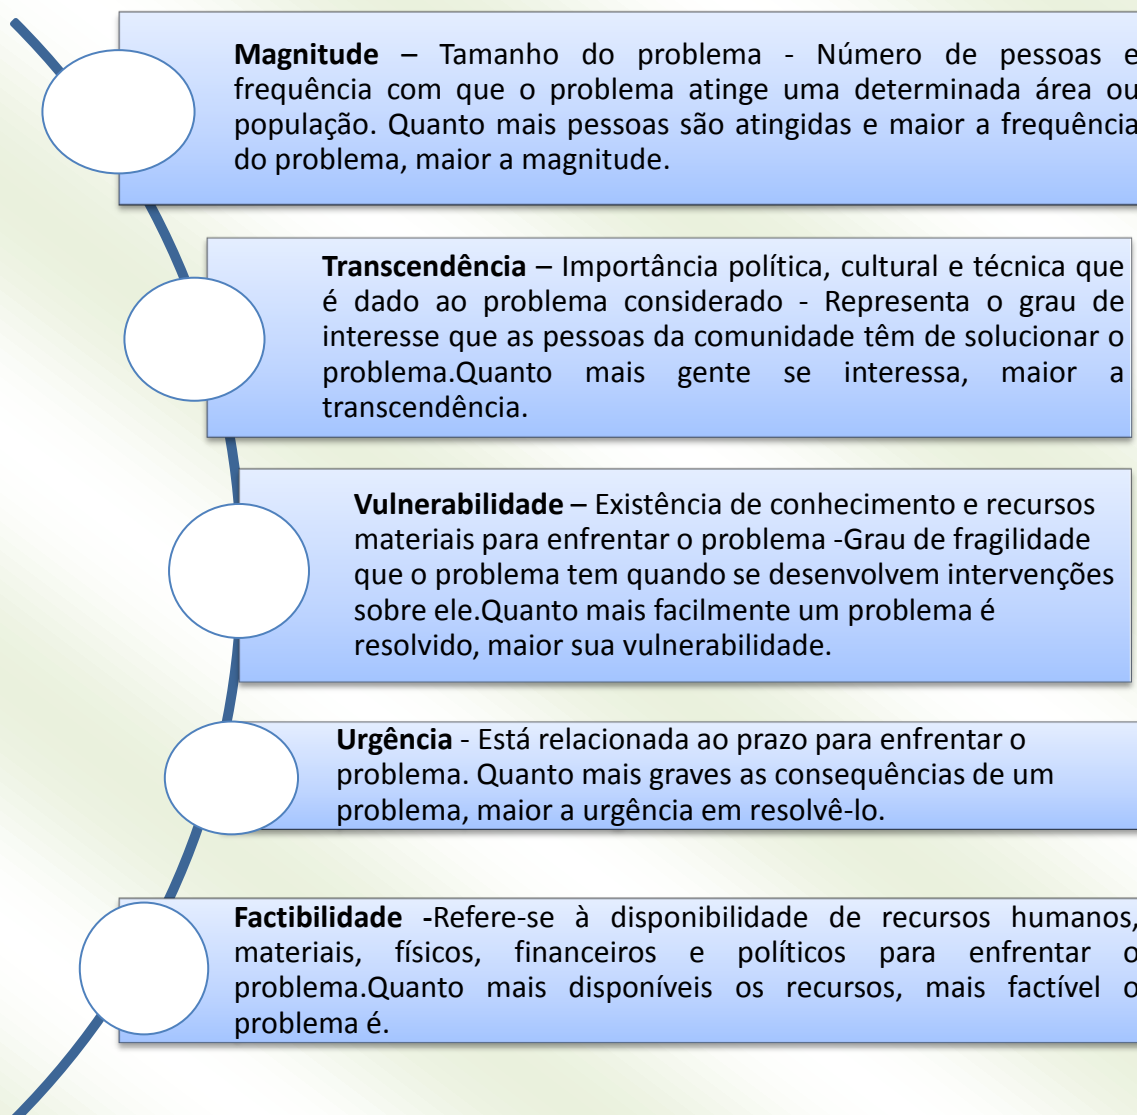 Magnitude – Tamanho do problema - Número de pessoas e
frequência com que o problema atinge uma determinada área ou
população. Quanto mais pessoas são atingidas e maior a frequência
do problema, maior a magnitude.
Transcendência – Importância política, cultural e técnica que
é dado ao problema considerado - Representa o grau de
interesse que as pessoas da comunidade têm de solucionar o
problema.Quanto mais gente se interessa, maior a
transcendência.
Vulnerabilidade – Existência de conhecimento e recursos
materiais para enfrentar o problema -Grau de fragilidade
que o problema tem quando se desenvolvem intervenções
sobre ele.Quanto mais facilmente um problema é
resolvido, maior sua vulnerabilidade.
Urgência - Está relacionada ao prazo para enfrentar o
problema. Quanto mais graves as consequências de um
problema, maior a urgência em resolvê-lo.
Factibilidade -Refere-se à disponibilidade de recursos humanos,
materiais, físicos, financeiros e políticos para enfrentar o
problema.Quanto mais disponíveis os recursos, mais factível o
problema é.